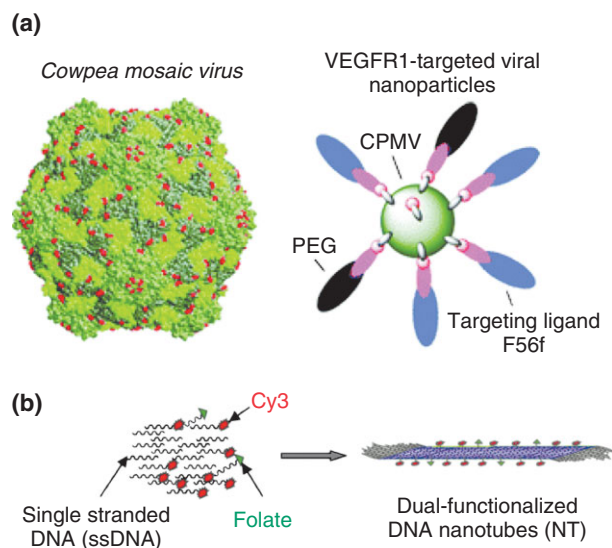 (a)
Cowpea mosaic virus
VEGFR1-targeted viral
nanoparticles
CPMV
PEG
Targeting ligand
F56f
(b)
Cy3
Single stranded
DNA (ssDNA)
Folate
Dual-functionalized
DNA nanotubes (NT)